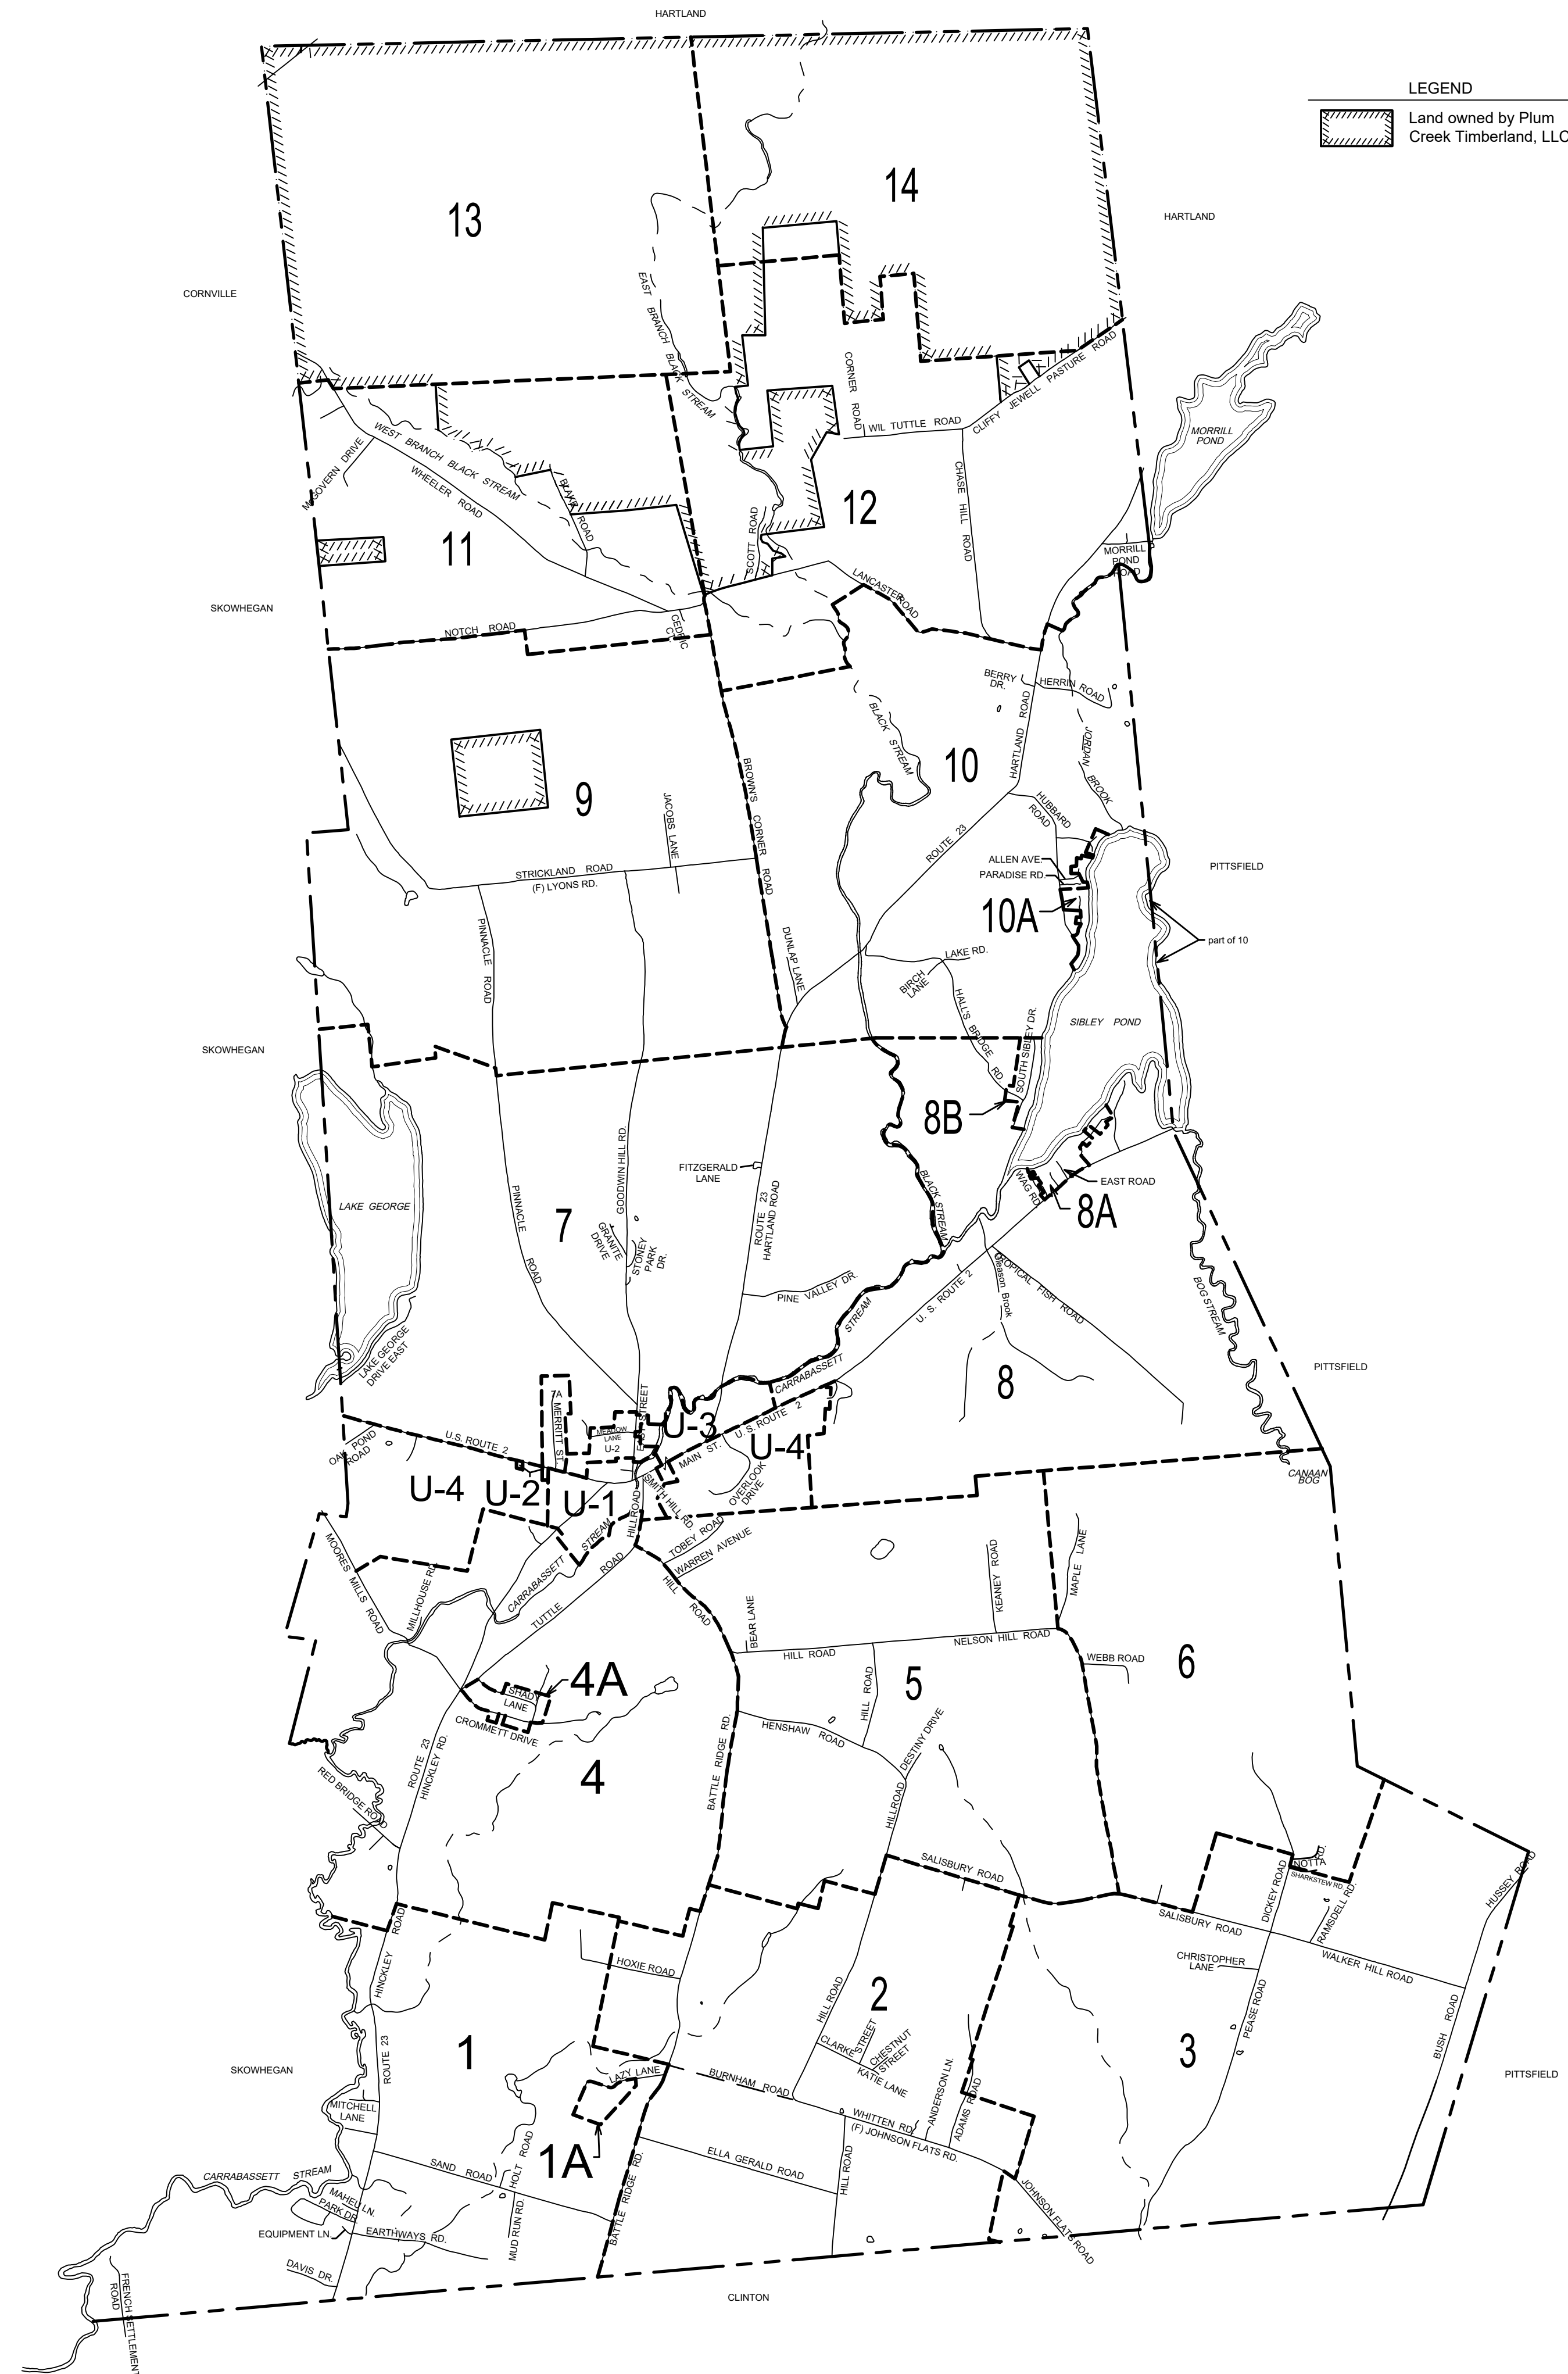 HARTLAND
LEGEND
Land owned by Plum
Creek Timberland, LLC
14
13
HARTLAND
CORNVILLE
EAST BRANCH BLACK STREAM
CORNER ROAD
CLIFFY JEWELL PASTURE ROAD
WIL TUTTLE ROAD
MORRILL
POND
WEST BRANCH BLACK STREAM
McGOVERN DRIVE
WHEELER ROAD
BLAKE ROAD
CHASE HILL ROAD
12
SCOTT ROAD
11
MORRILL
POND
ROAD
LANCASTER ROAD
SKOWHEGAN
NOTCH ROAD
CEDRIC
CT.
BERRY
DR.
HERRIN ROAD
BLACK STREAM
HARTLAND ROAD
JORDAN BROOK
10
9
BROWN'S CORNER ROAD
JACOBS LANE
HUBBARD
ROAD
ROUTE 23
ALLEN AVE.
PARADISE RD.
PITTSFIELD
STRICKLAND ROAD
(F) LYONS RD.
10A
part of 10
PINNACLE ROAD
DUNLAP LANE
LAKE RD.
BIRCH
LANE
HALL'S BRIDGE RD.
SIBLEY POND
SOUTH SIBLEY DR.
SKOWHEGAN
8B
GOODWIN HILL RD.
FITZGERALD
LANE
EAST ROAD
WAG RD.
8A
LAKE GEORGE
PINNACLE ROAD
7
BLACK STREAM
ROUTE 23
HARTLAND ROAD
GRANITE
DRIVE
STONEY
PARK
DR.
PINE VALLEY DR.
TROPICAL FISH ROAD
Gleason Brook
U. S. ROUTE 2
BOG STREAM
CARRABASSETT STREAM
LAKE GEORGE
DRIVE EAST
PITTSFIELD
8
7A
MERRITT ST.
MEADOW
LANE
U-2
EAST STREET
U-3
MAIN ST. U. S. ROUTE 2
U-4
U.S. ROUTE 2
OAK POND
ROAD
U-4
U-2
U-1
OVERLOOK
DRIVE
CANAAN
BOG
SMITH HILL RD.
HILL ROAD
TOBEY ROAD
WARREN AVENUE
MOORES MILLS ROAD
MILLHOUSE RD.
CARRABASSETT STREAM
TUTTLE ROAD
HILL ROAD
BEAR LANE
KEANEY ROAD
MAPLE LANE
HILL ROAD
NELSON HILL ROAD
WEBB ROAD
6
5
4A
SHADY
LANE
CROMMETT DRIVE
HILL ROAD
HENSHAW ROAD
DESTINY DRIVE
ROUTE 23
HINCKLEY RD.
RED BRIDGE ROAD
4
BATTLE RIDGE RD.
HILL ROAD
SALISBURY ROAD
NOTTA RD.
SHARKSTEW RD.
DICKEY ROAD
RAMSDELL RD.
HUSSEY ROAD
SALISBURY ROAD
WALKER HILL ROAD
CHRISTOPHER
LANE
HINCKLEY ROAD
HOXIE ROAD
2
HILL ROAD
PEASE ROAD
BUSH ROAD
1
3
ROUTE 23
CLARKE STREET
CHESTNUT
STREET
KATIE LANE
SKOWHEGAN
LAZY LANE
BURNHAM ROAD
PITTSFIELD
MITCHELL
LANE
ANDERSON LN.
ADAMS ROAD
WHITTEN RD.
(F) JOHNSON FLATS RD.
1A
ELLA GERALD ROAD
HILL ROAD
SAND ROAD
HOLT ROAD
CARRABASSETT STREAM
MAHEU LN.
PARK DR.
EQUIPMENT LN.
EARTHWAYS RD.
MUD RUN RD.
BATTLE RIDGE RD.
JOHNSON FLATS ROAD
DAVIS DR.
FRENCH SETTLEMENT
ROAD
CLINTON